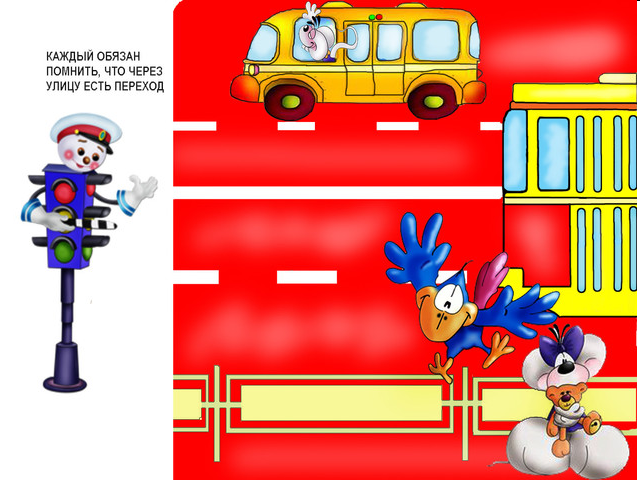 КАЖДЫЙ ОБЯЗАН
ПОМНИТЬ, ЧТО ЧЕРЕЗ
УЛИЦУ ЕСТЬ ПЕРЕХОД